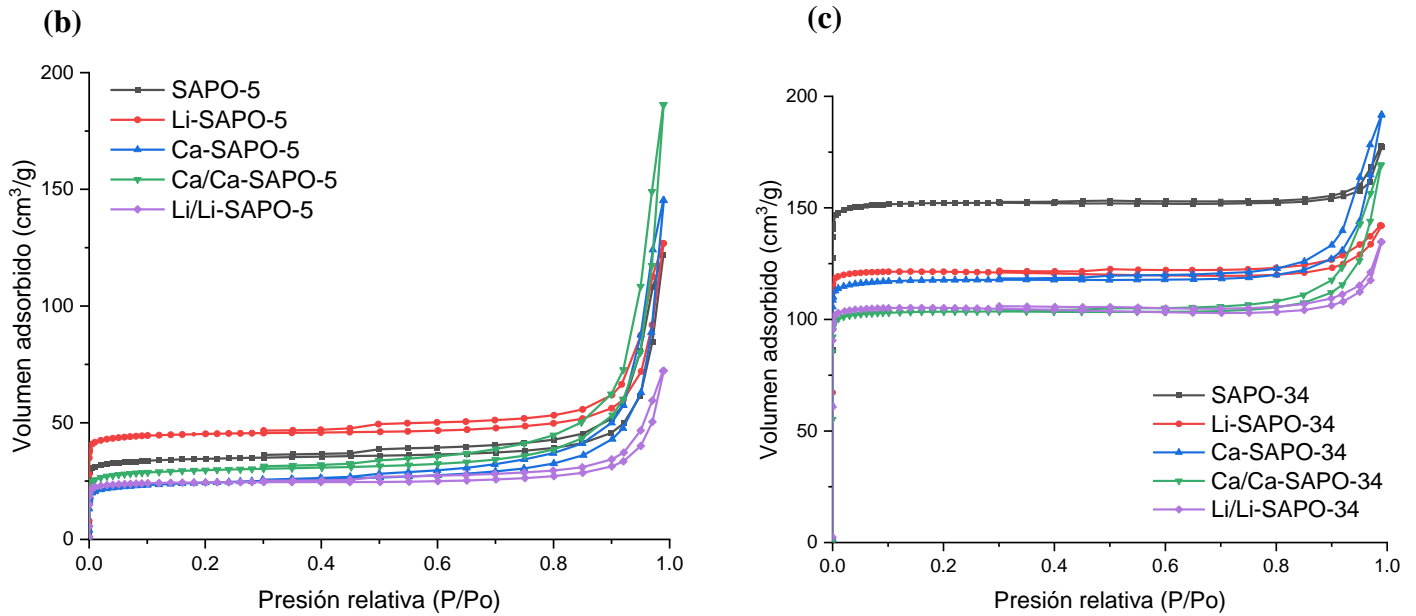 (b)
200
150
100
50
0
Volumen adsorbido (cm³/g)
SAPO-5
Li-SAPO-5
Ca-SAPO-5
Ca/Ca-SAPO-5
Li/Li-SAPO-5
0.0 0.2 0.4 0.6 0.8 1.0
Presión relativa (P/Po)
(c)
200
150
100
50
0
Volumen adsorbido (cm³/g)
SAPO-34
Li-SAPO-34
Ca-SAPO-34
Ca/Ca-SAPO-34
Li/Li-SAPO-34
0.0 0.2 0.4 0.6 0.8 1.0
Presión relativa (P/Po)